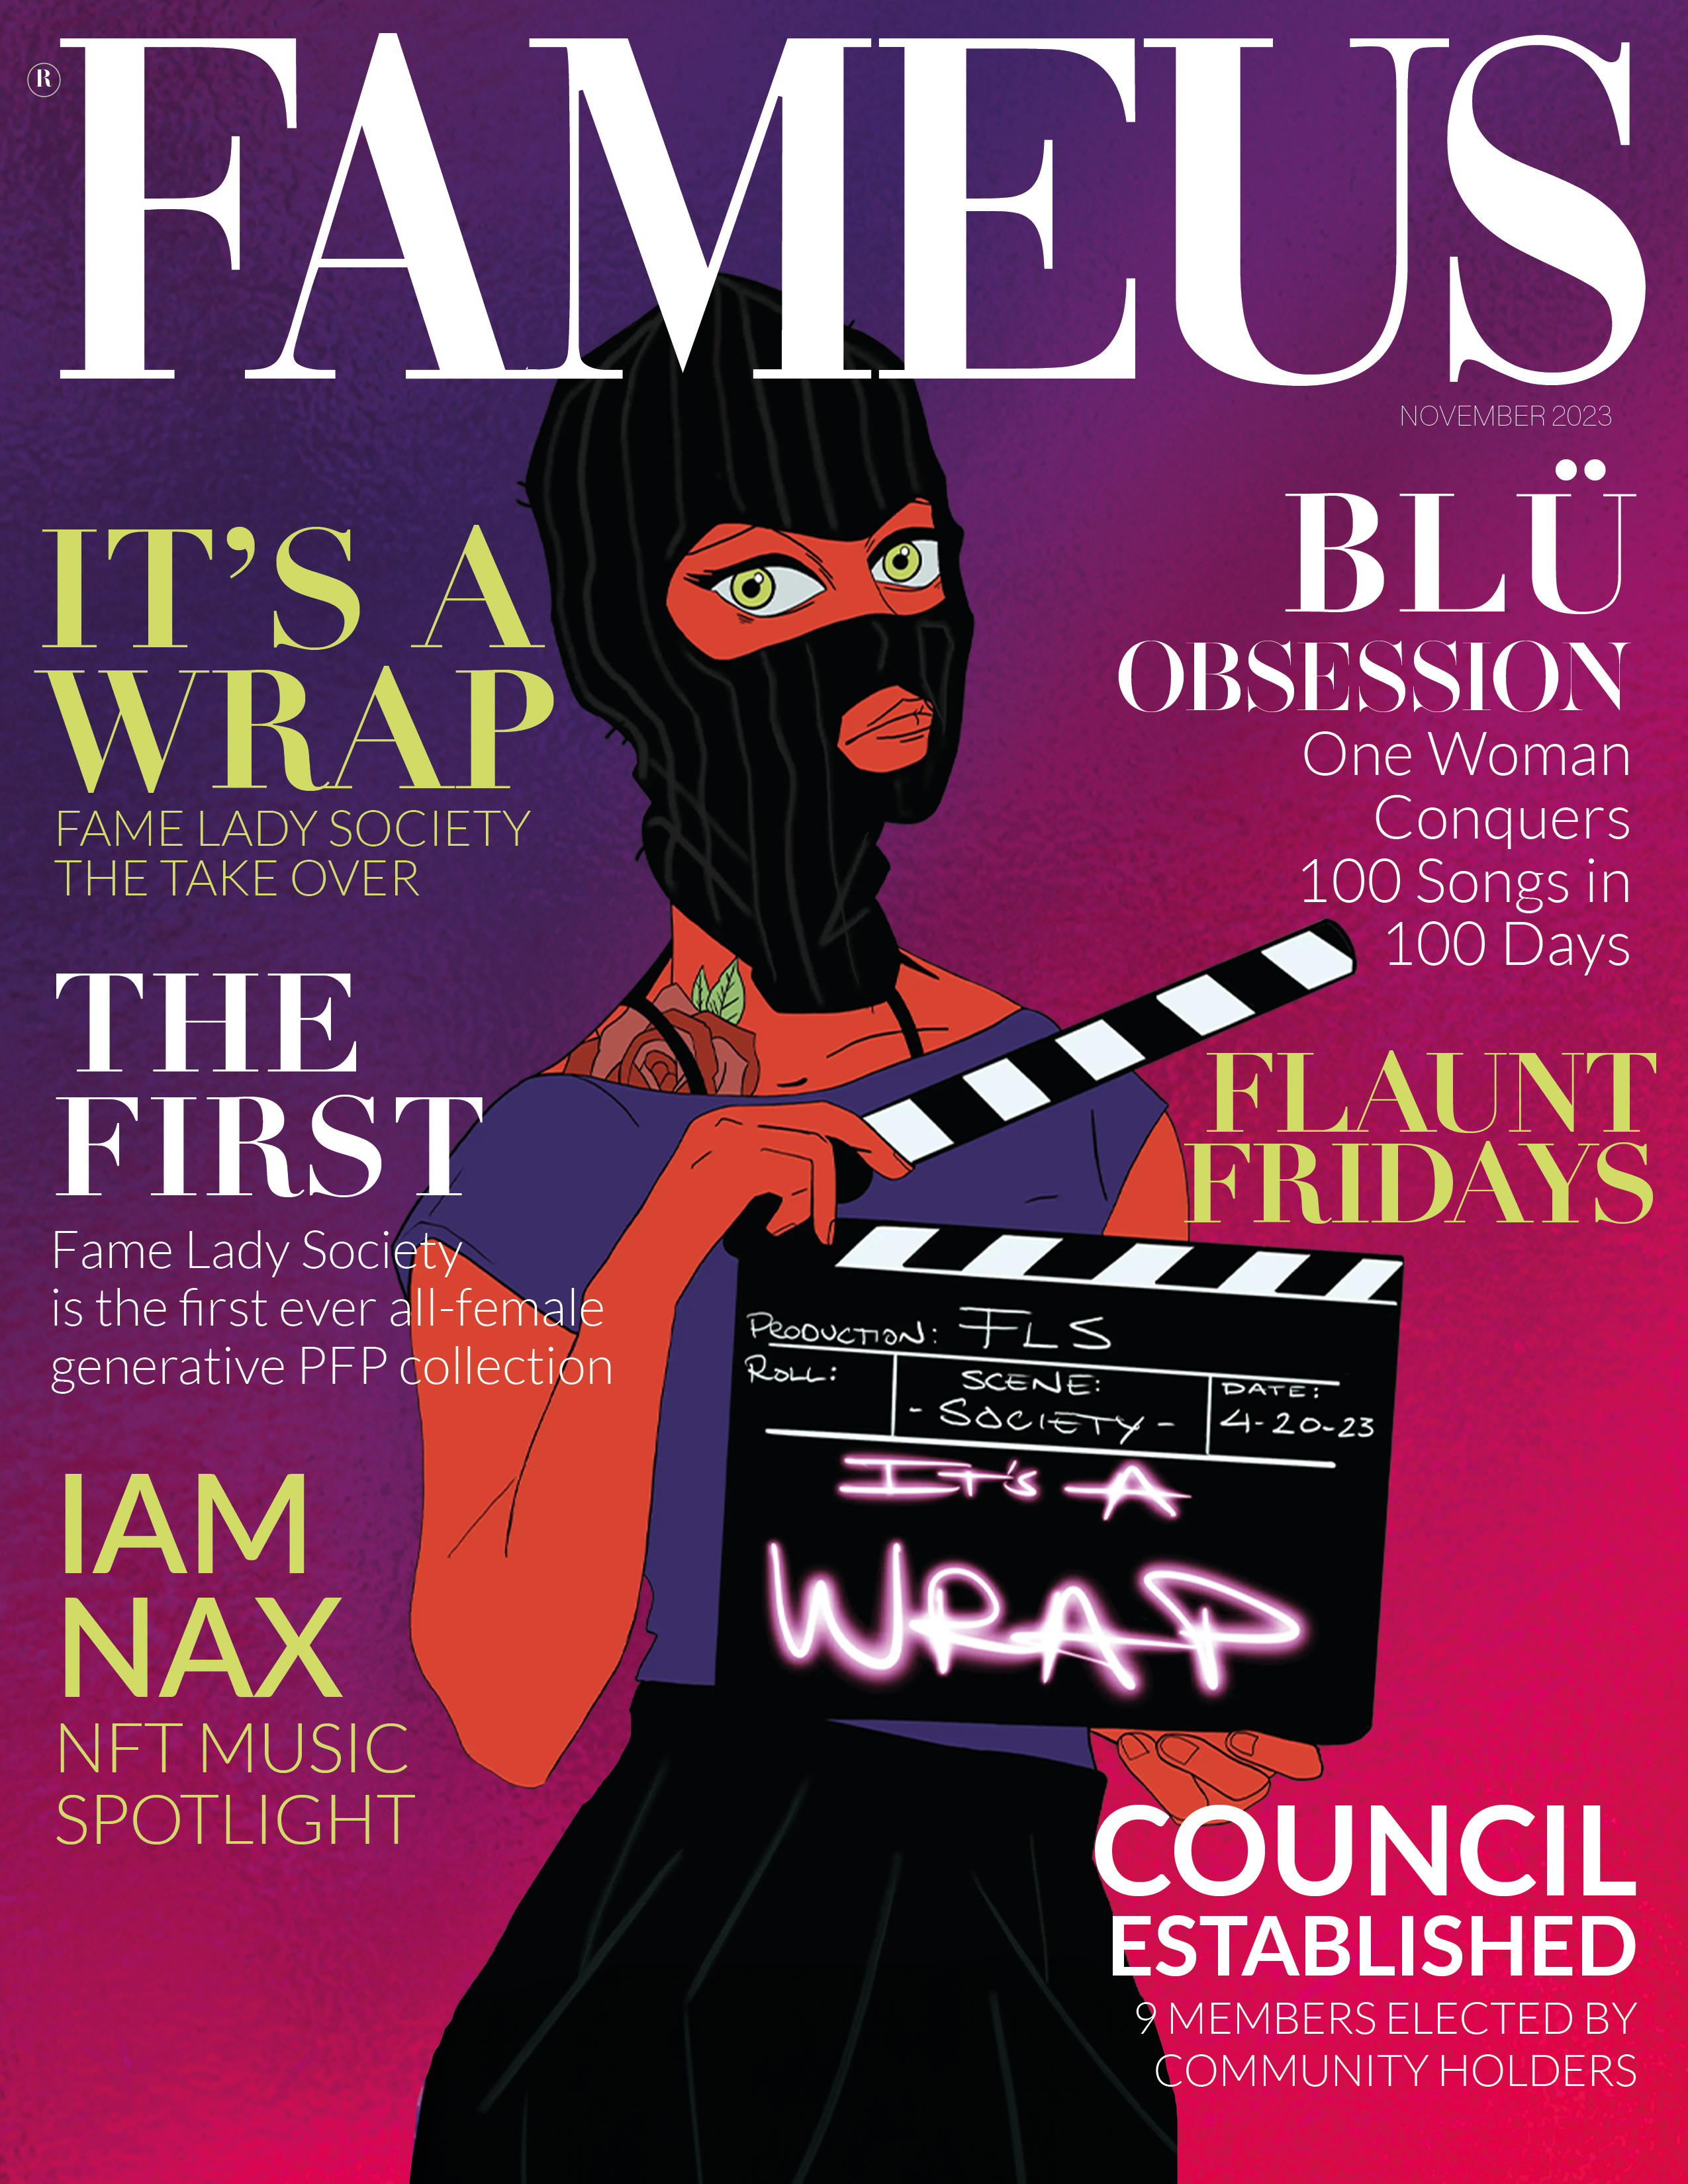 FAMEUS
®
NOVEMBER 2023
IT'S A
WRAP
FAME LADY SOCIETY
THE TAKE OVER
THE
FIRST
Fame Lady Society
is the first ever all-female
generative PFP collection
IAM
NAX
NFT MUSIC
SPOTLIGHT
BLÜ
OBSESSION
One Woman
Conquers
100 Songs in
100 Days
FLAUNT
FRIDAYS
PRODUCTION: FLS
ROLL:
SCENE:
- SOCIETY -
DATE:
4-20-23
IT'S A
WRAP
COUNCIL
ESTABLISHED
9 MEMBERS ELECTED BY
COMMUNITY HOLDERS